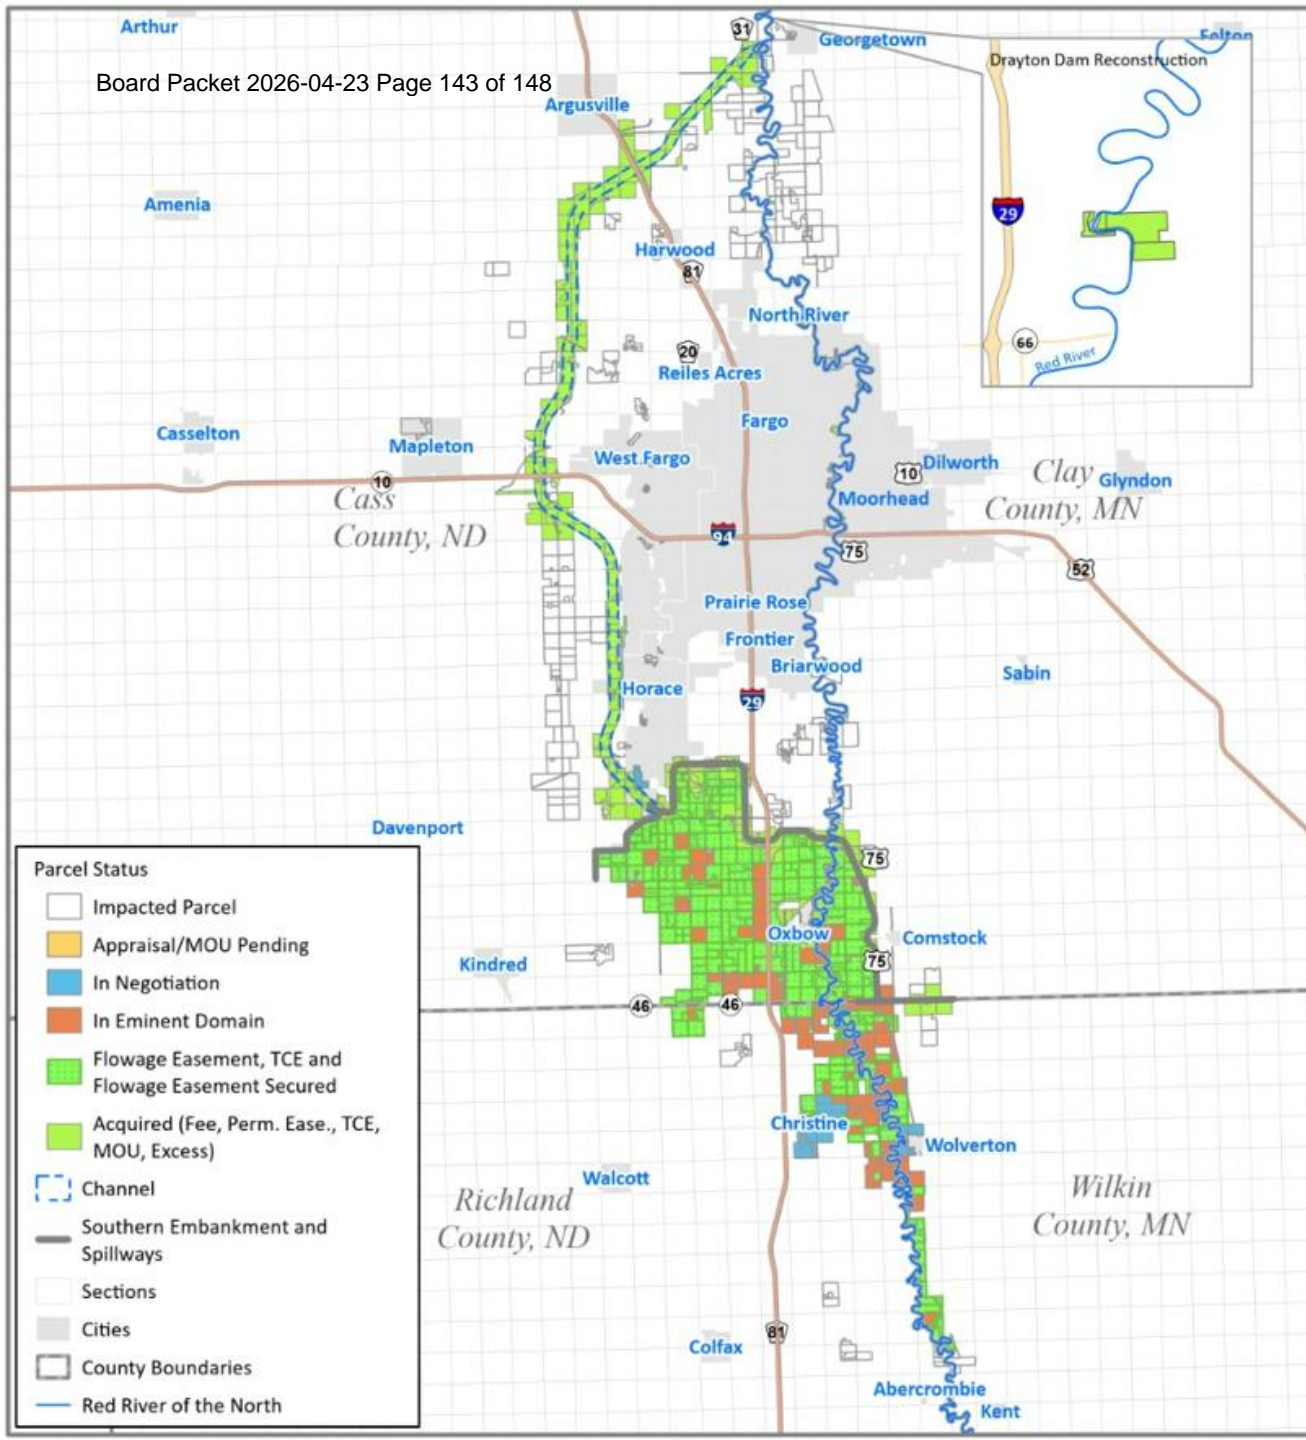 Arthur
31
Georgetown
Felton
Board Packet 2026-04-23 Page 143 of 148
Drayton Dam Reconstruction
Argusville
Amenia
29
Harwood
81
North River
66
Red River
20
Reiles Acres
Fargo
Casselton
Mapleton
West Fargo
Dilworth
10
Clay
County, MN
Glyndon
10
Cass
County, ND
Moorhead
94
75
52
Prairie Rose
Frontier
Briarwood
Sabin
Horace
29
Davenport
75
Oxbow
Comstock
Kindred
75
46
46
Christine
Wolverton
Walcott
Richland
County, ND
Wilkin
County, MN
81
Colfax
Abercrombie
Kent
Parcel Status
Impacted Parcel
Appraisal/MOU Pending
In Negotiation
In Eminent Domain
Flowage Easement, TCE and
Flowage Easement Secured
Acquired (Fee, Perm. Ease., TCE,
MOU, Excess)
Channel
Southern Embankment and
Spillways
Sections
Cities
County Boundaries
Red River of the North